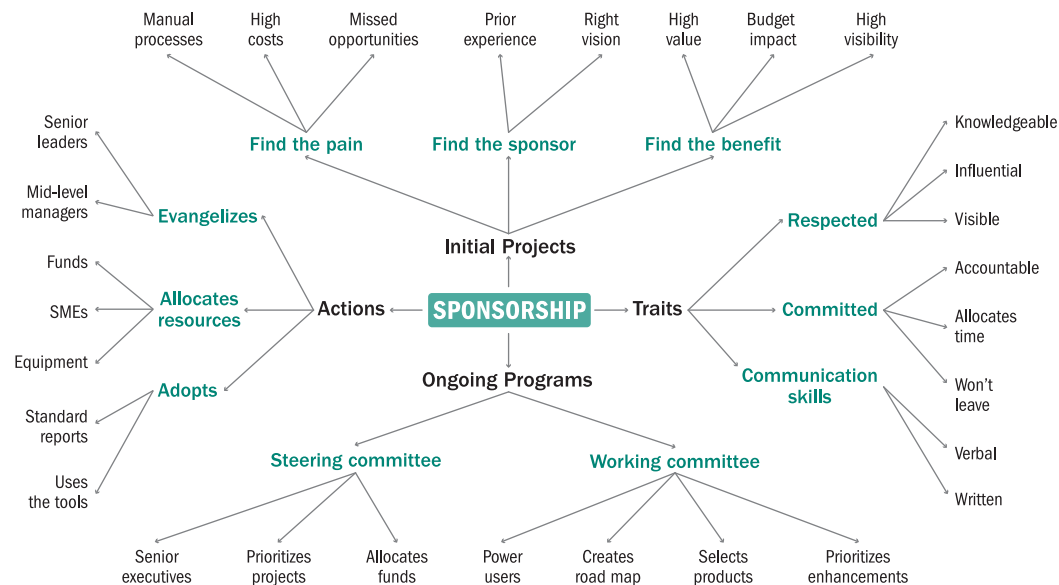 Manual
processes
High
costs
Missed
opportunities
Prior
experience
Right
vision
High
value
Budget
impact
High
visibility
Find the pain
Find the sponsor
Find the benefit
Initial Projects
Senior
leaders
Mid-level
managers
Evangelizes
Funds
SMEs
Equipment
Allocates
resources
Standard
reports
Uses
the tools
Adopts
Actions
SPONSORSHIP
Traits
Respected
Knowledgeable
Influential
Visible
Committed
Accountable
Allocates
time
Won't
leave
Communication
skills
Verbal
Written
Ongoing Programs
Steering committee
Working committee
Senior
executives
Prioritizes
projects
Allocates
funds
Power
users
Creates
road map
Selects
products
Prioritizes
enhancements